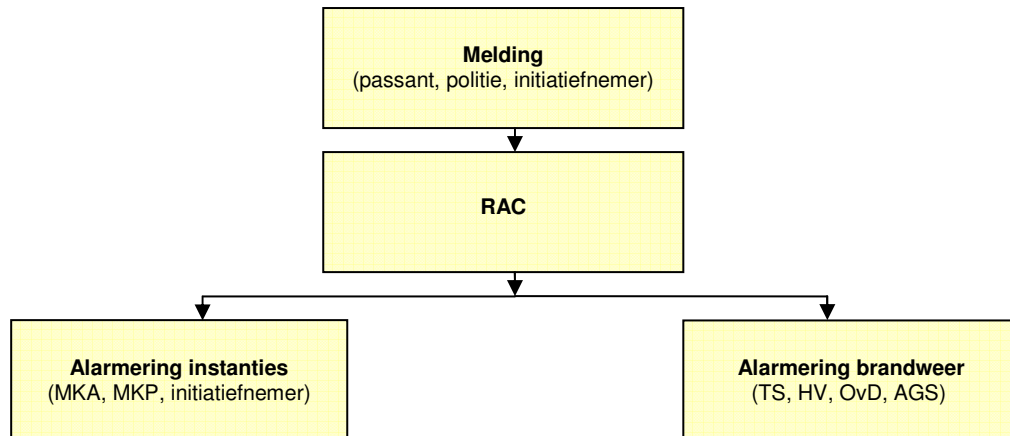 Melding
(passant, politie, initiatiefnemer)
RAC
Alarmering instanties
(MKA, MKP, initiatiefnemer)
Alarmering brandweer
(TS, HV, OvD, AGS)